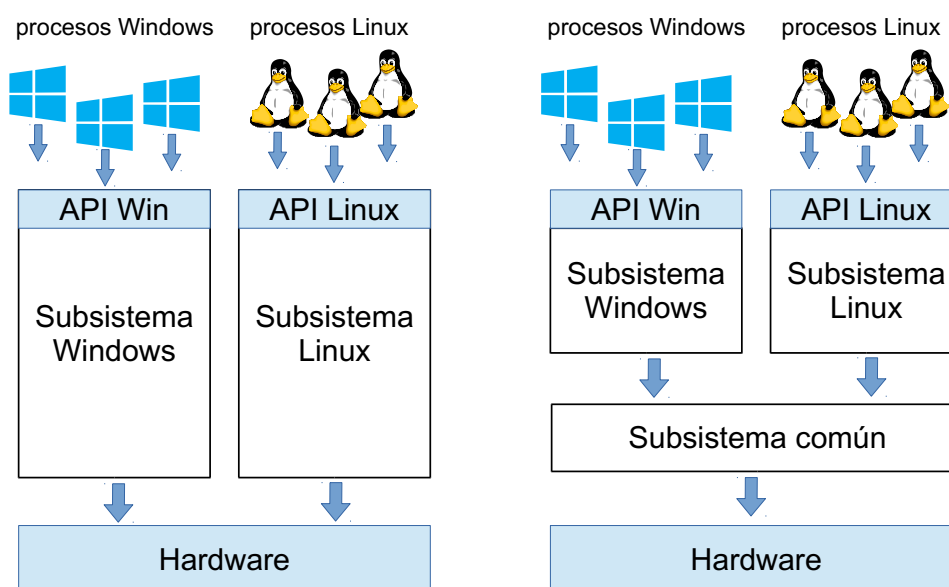 procesos Windows
procesos Linux
API Win
API Linux
Subsistema
Windows
Subsistema
Linux
Hardware
procesos Windows
procesos Linux
API Win
API Linux
Subsistema
Windows
Subsistema
Linux
Subsistema común
Hardware